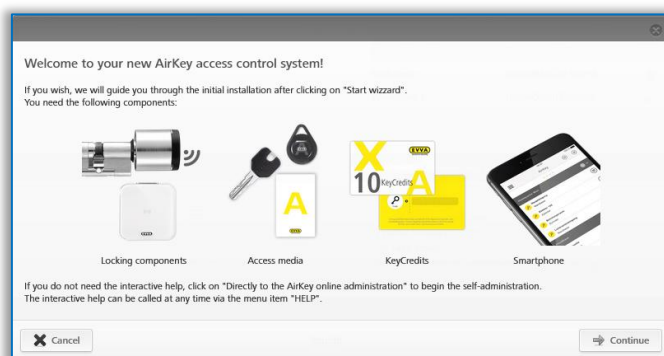 Welcome to your new AirKey access control system!
If you wish, we will guide you through the initial installation after clicking on "Start wizzard".
You need the following components:
EVVA
X
10 KeyCredits
A
A
EVVA
Locking components
Access media
KeyCredits
Smartphone
If you do not need the interactive help, click on "Directly to the AirKey online administration" to begin the self-administration.
The interactive help can be called at any time via the menu item "HELP".
Cancel
Continue